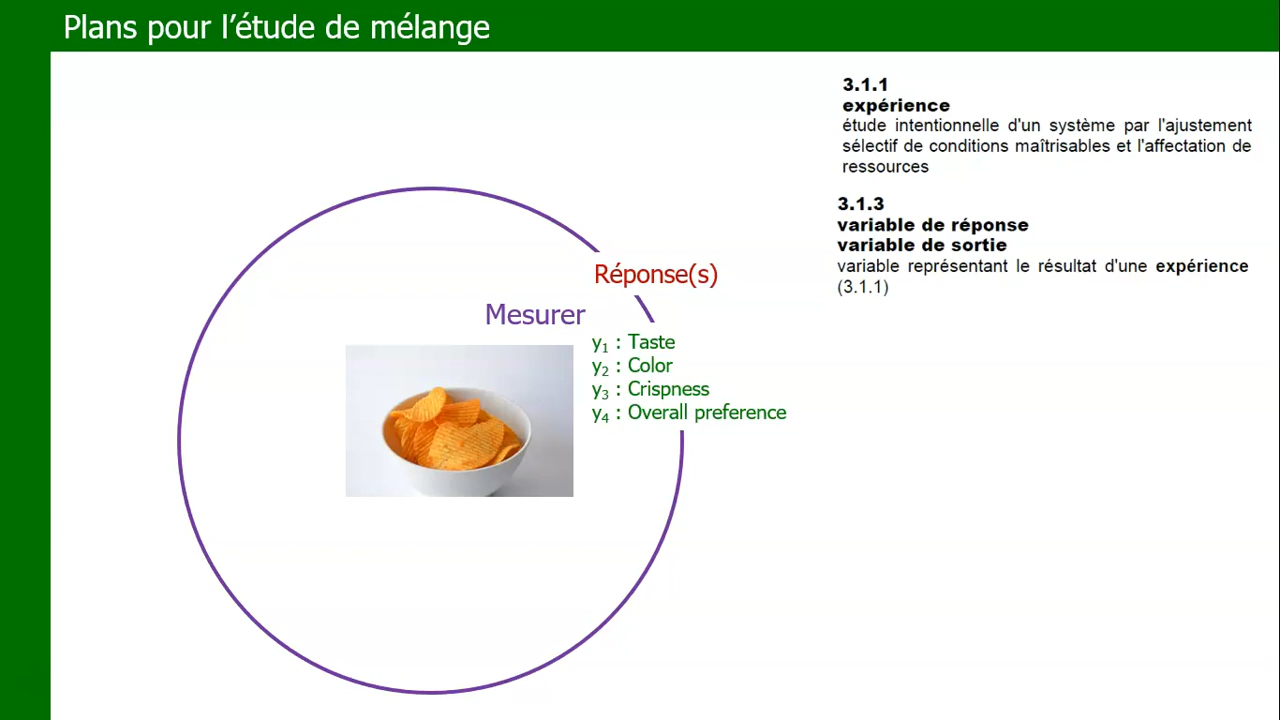 Plans pour l’étude de mélange
3.1.1
expérience
étude intentionnelle d'un système par l'ajustement
sélectif de conditions maîtrisables et l'affectation de
ressources
3.1.3
variable de réponse
variable de sortie
variable représentant le résultat d'une expérience
(3.1.1)
Réponse(s)
Mesurer
y₁ : Taste
y₂ : Color
y₃ : Crispness
y₄ : Overall preference